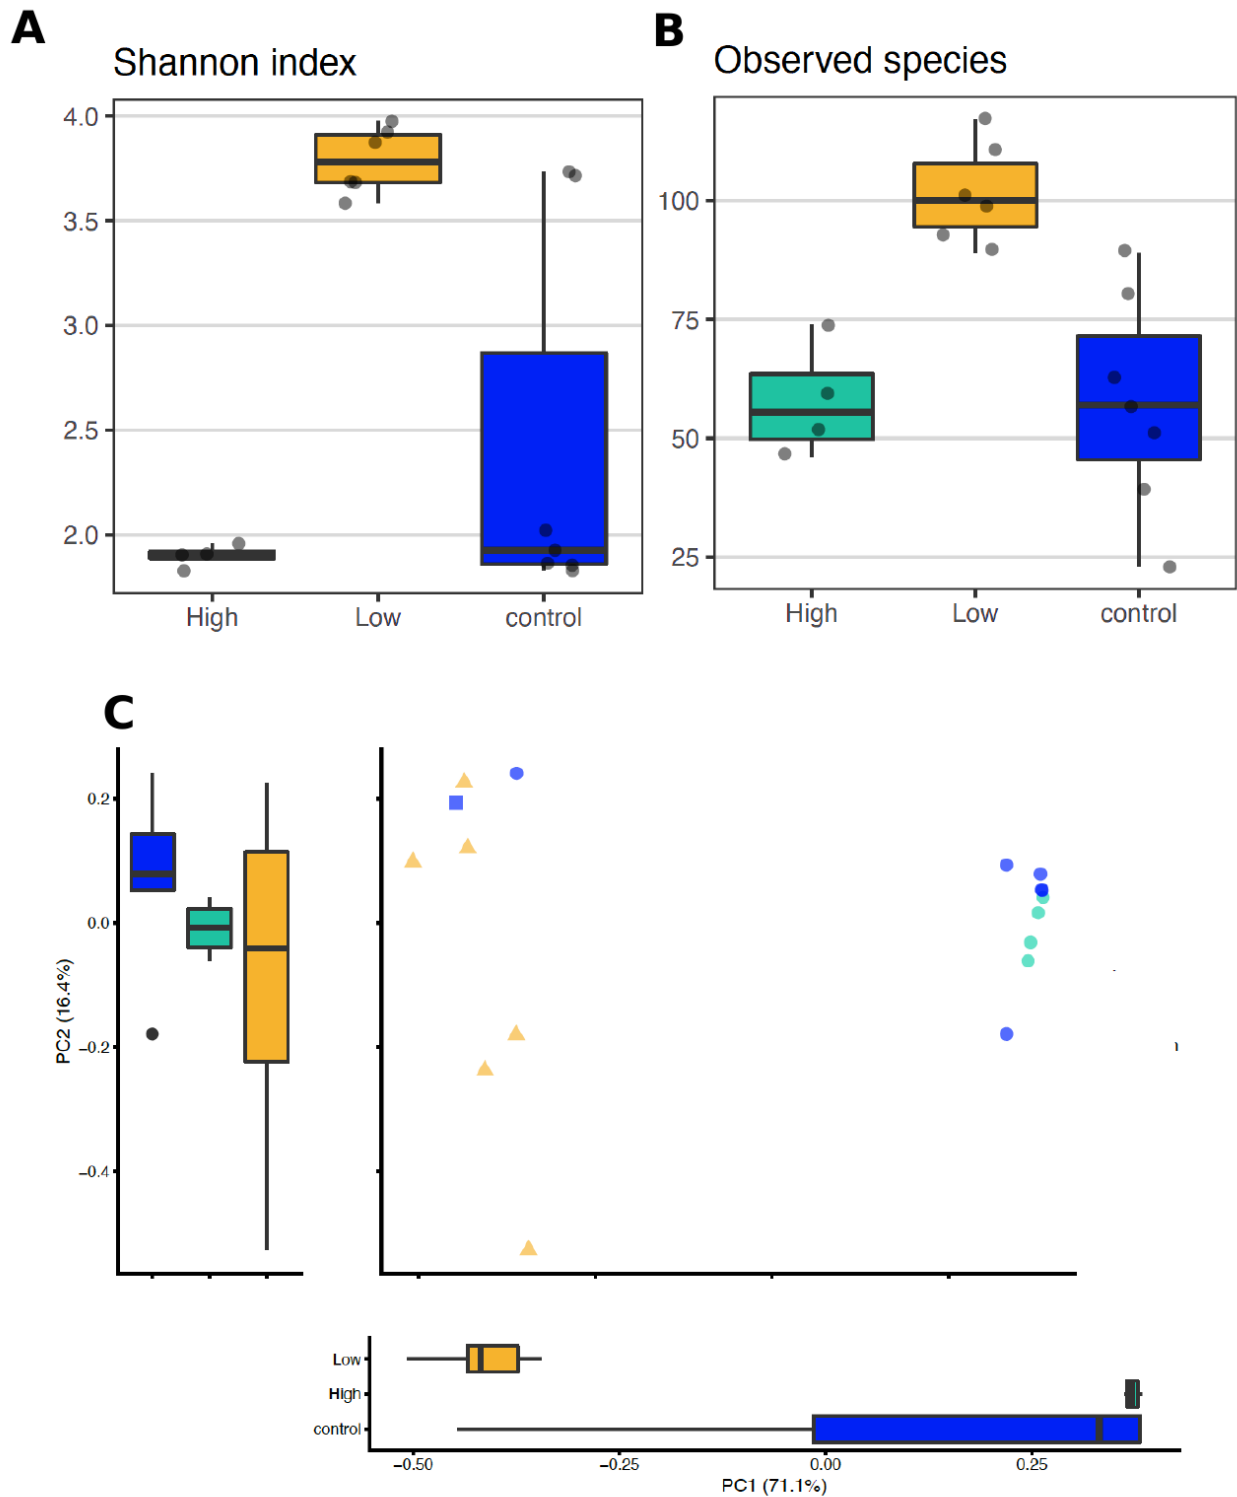 A
B
Shannon index
Observed species
4.0
3.5
3.0
2.5
2.0
High Low control
100
75
50
25
High Low control
C
PC2 (16.4%)
0.2
0.0
−0.2
−0.4
Low
High
control
−0.50 −0.25 0.00 0.25
PC1 (71.1%)